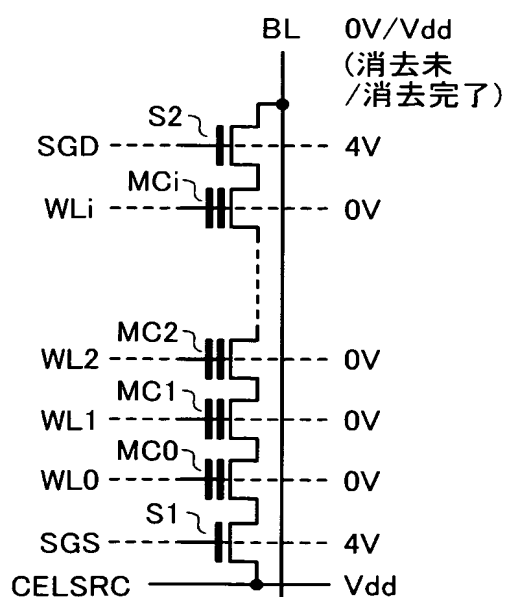 BL 0V/Vdd
(消去未
/消去完了)
S2
SGD 4V
MCi
WLi 0V
MC2
WL2 0V
MC1
WL1 0V
MC0
WL0 0V
S1
SGS 4V
CELSRC Vdd